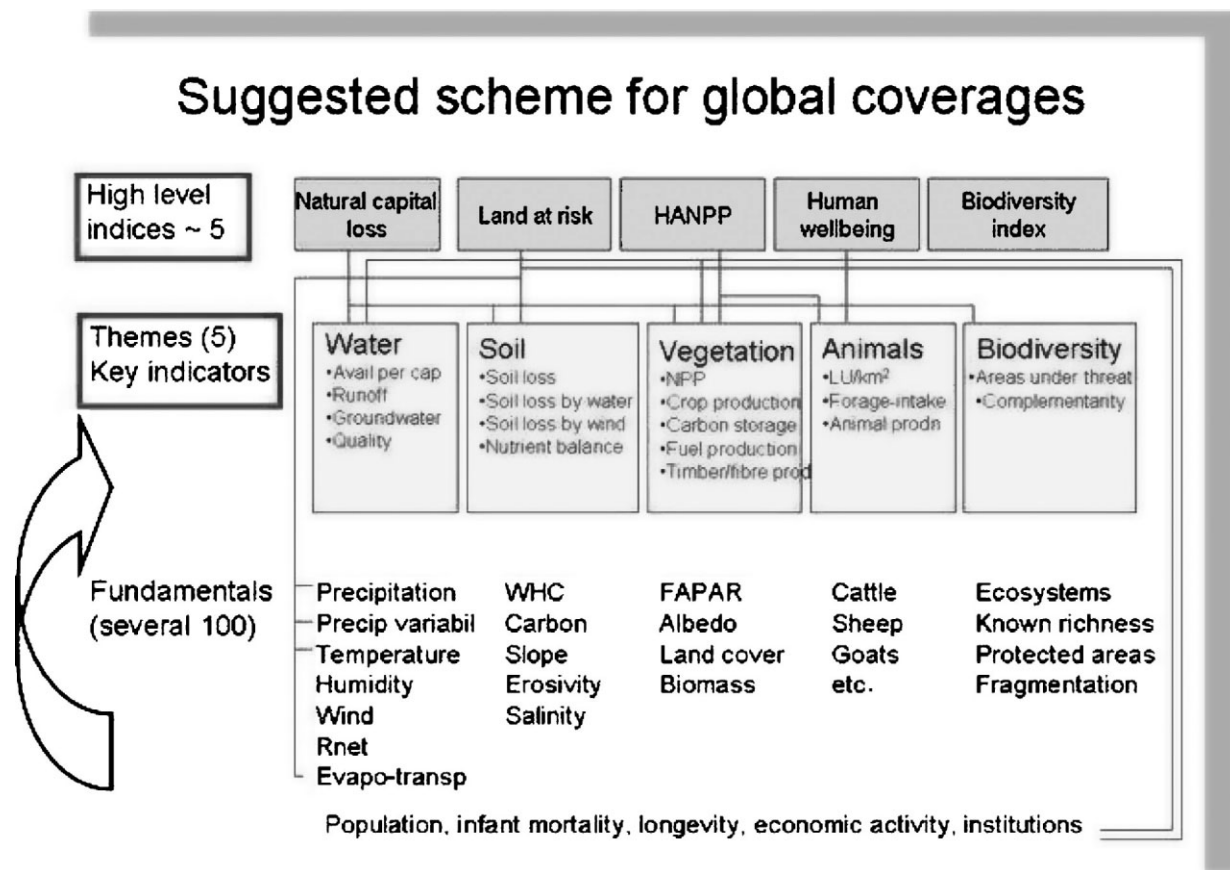 Suggested scheme for global coverages
High level
indices ~ 5
Natural capital
loss
Land at risk
HANPP
Human
wellbeing
Biodiversity
index
Themes (5)
Key indicators
Water
•Avail per cap
•Runoff
•Groundwater
•Quality
Soil
•Soil loss
•Soil loss by water
•Soil loss by wind
•Nutrient balance
Vegetation
•NPP
•Crop production
•Carbon storage
•Fuel production
•Timber/fibre prod
Animals
•LU/km²
•Forage-intake
•Animal prodn
Biodiversity
•Areas under threat
•Complementarity
Fundamentals
(several 100)
Precipitation
Precip variabil
Temperature
Humidity
Wind
Rnet
Evapo-transp
WHC
Carbon
Slope
Erosivity
Salinity
FAPAR
Albedo
Land cover
Biomass
Cattle
Sheep
Goats
etc.
Ecosystems
Known richness
Protected areas
Fragmentation
Population, infant mortality, longevity, economic activity, institutions